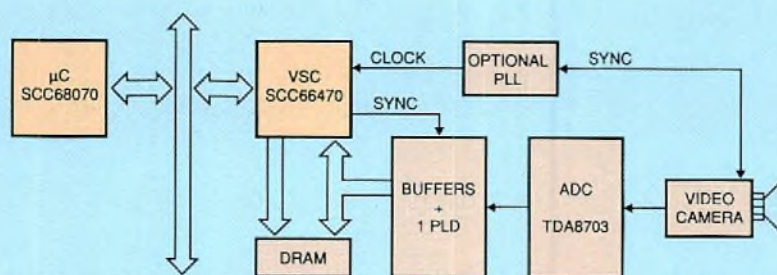 µC
SCC68070
VSC
SCC66470
CLOCK
OPTIONAL
PLL
SYNC
SYNC
BUFFERS
+
1 PLD
ADC
TDA8703
VIDEO
CAMERA
DRAM